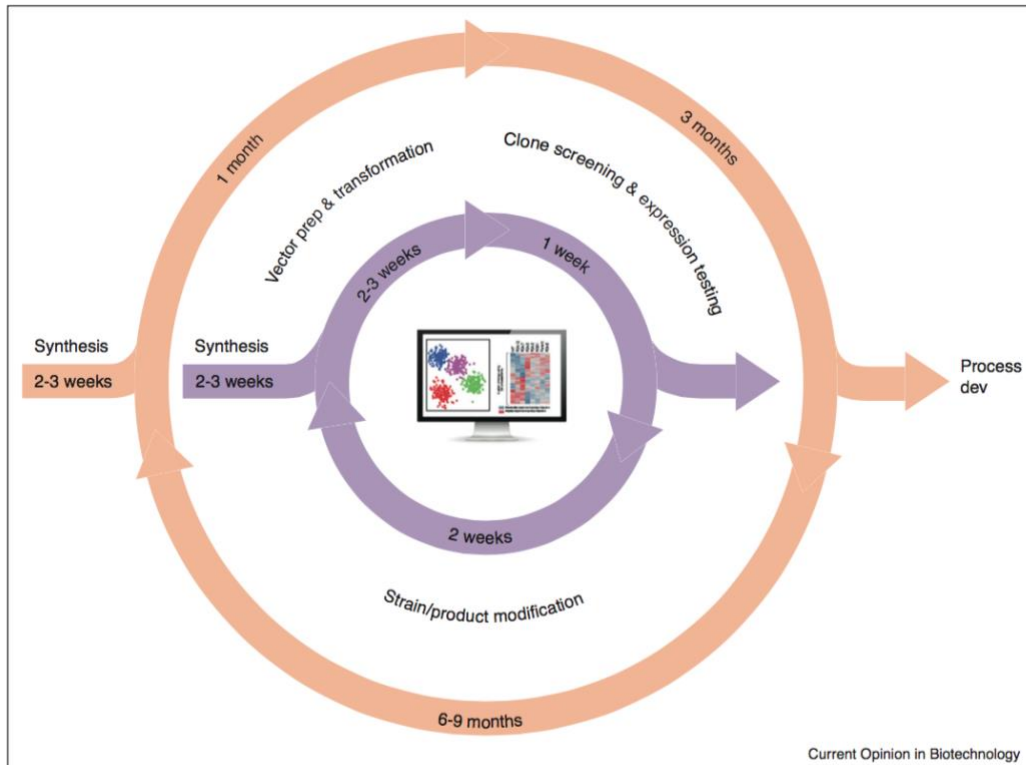 1 month
3 months
Vector prep & transformation
Clone screening & expression testing
2-3 weeks
1 week
Synthesis
2-3 weeks
Synthesis
2-3 weeks
Process
dev
2 weeks
Strain/product modification
6-9 months
Current Opinion in Biotechnology